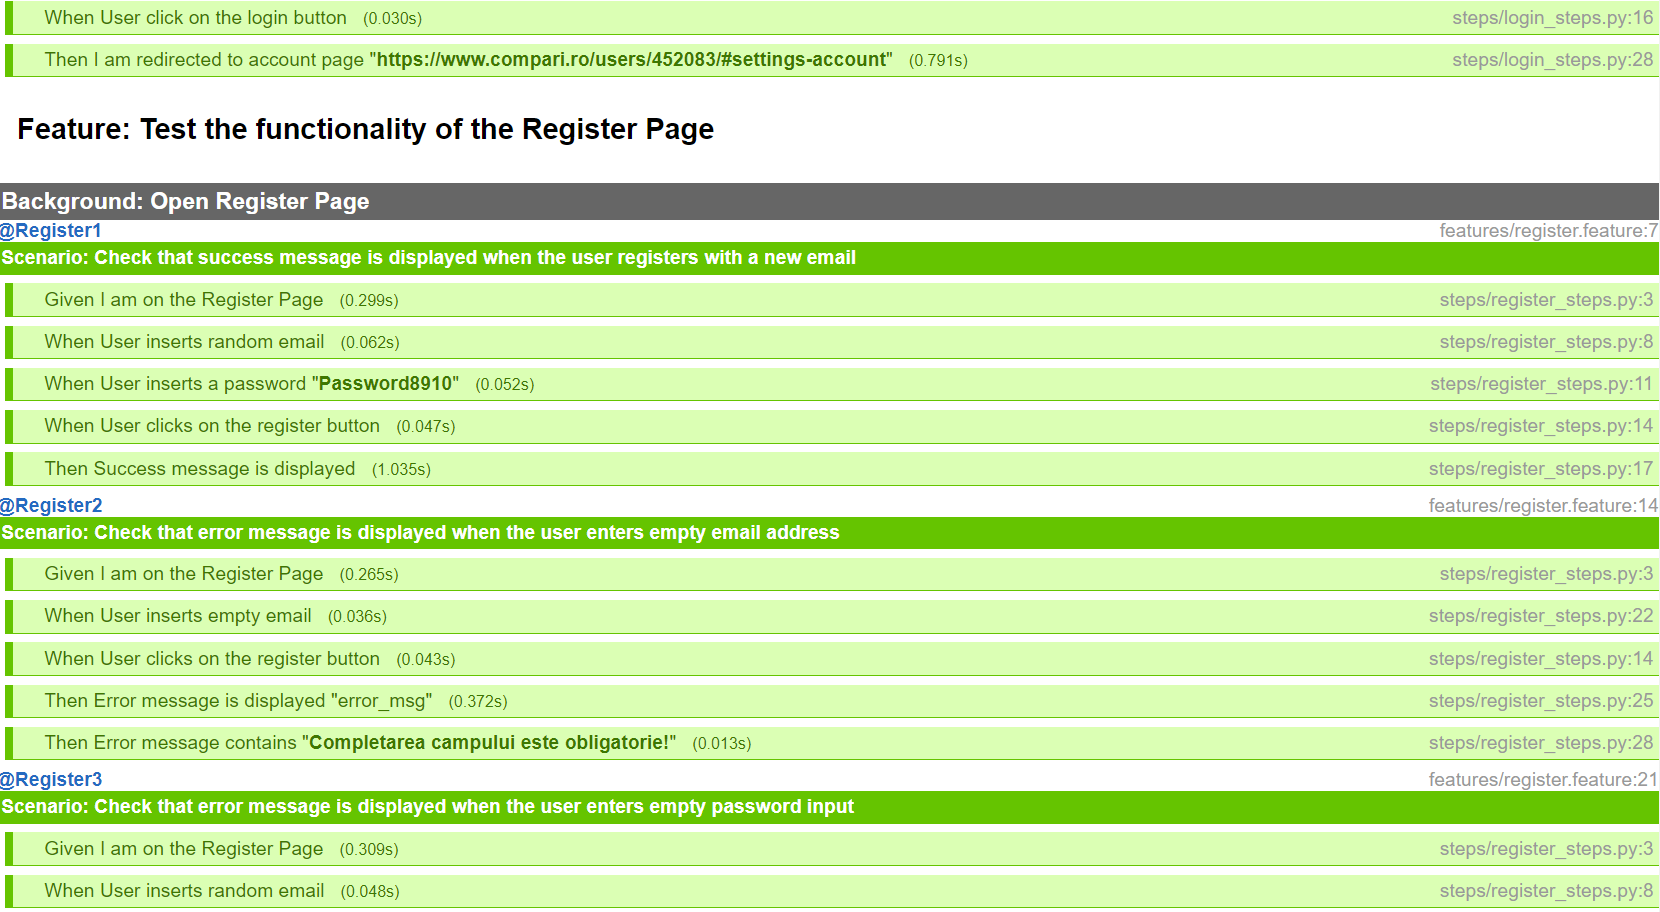 When User click on the login button (0.030s) steps/login_steps.py:16
Then I am redirected to account page "https://www.compari.ro/users/452083/#settings-account" (0.791s) steps/login_steps.py:28
Feature: Test the functionality of the Register Page
Background: Open Register Page
@Register1 features/register.feature:7
Scenario: Check that success message is displayed when the user registers with a new email
Given I am on the Register Page (0.299s) steps/register_steps.py:3
When User inserts random email (0.062s) steps/register_steps.py:8
When User inserts a password "Password8910" (0.052s) steps/register_steps.py:11
When User clicks on the register button (0.047s) steps/register_steps.py:14
Then Success message is displayed (1.035s) steps/register_steps.py:17
@Register2 features/register.feature:14
Scenario: Check that error message is displayed when the user enters empty email address
Given I am on the Register Page (0.265s) steps/register_steps.py:3
When User inserts empty email (0.036s) steps/register_steps.py:22
When User clicks on the register button (0.043s) steps/register_steps.py:14
Then Error message is displayed "error_msg" (0.372s) steps/register_steps.py:25
Then Error message contains "Completarea campului este obligatorie!" (0.013s) steps/register_steps.py:28
@Register3 features/register.feature:21
Scenario: Check that error message is displayed when the user enters empty password input
Given I am on the Register Page (0.309s) steps/register_steps.py:3
When User inserts random email (0.048s) steps/register_steps.py:8